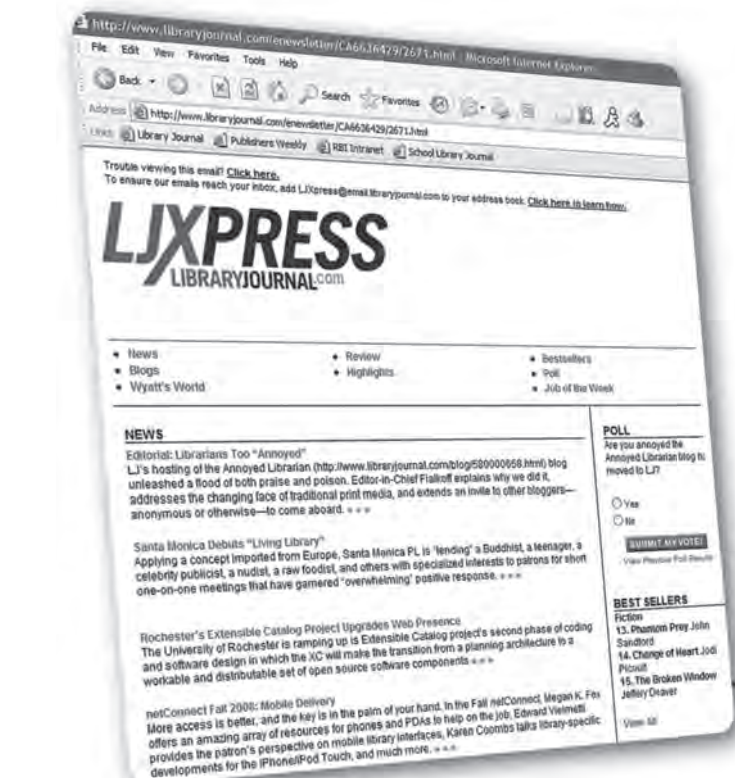 http://www.libraryjournal.com/enewsletter/CA6636429/2671.html - Microsoft Internet Explorer
File Edit View Favorites Tools Help
Back Search Favorites
Address http://www.libraryjournal.com/enewsletter/CA6636429/2671.html
Links Library Journal Publishers Weekly RBI Intranet School Library Journal
Trouble viewing this email? Click here.
To ensure our emails reach your inbox, add LJXpress@email.libraryjournal.com to your address book. Click here to learn how.
LJXPRESS
LIBRARYJOURNAL.com
• News
• Blogs
• Wyatt's World
• Review
• Highlights
• Bestsellers
• Poll
• Job of the Week
NEWS
Editorial: Librarians Too "Annoyed"
LJ's hosting of the Annoyed Librarian (http://www.libraryjournal.com/blog/580000658.html) blog
unleashed a flood of both praise and poison. Editor-in-Chief Fialkoff explains why we did it,
addresses the changing face of traditional print media, and extends an invite to other bloggers—
anonymous or otherwise—to come aboard.
Santa Monica Debuts "Living Library"
Applying a concept imported from Europe, Santa Monica PL is 'lending' a Buddhist, a teenager, a
celebrity publicist, a nudist, a raw foodist, and others with specialized interests to patrons for short
one-on-one meetings that have garnered 'overwhelming' positive response.
Rochester's Extensible Catalog Project Upgrades Web Presence
The University of Rochester is ramping up is Extensible Catalog project's second phase of coding
and software design in which the XC will make the transition from a planning architecture to a
workable and distributable set of open source software components
netConnect Fall 2008: Mobile Delivery
More access is better, and the key is in the palm of your hand. In the Fall netConnect, Megan K. Fox
offers an amazing array of resources for phones and PDAs to help on the job, Edward Vielmetti
provides the patron's perspective on mobile library interfaces, Karen Coombs talks library-specific
developments for the iPhone/iPod Touch, and much more.
POLL
Are you annoyed the
Annoyed Librarian blog
moved to LJ?
Yes
No
SUBMIT MY VOTE!
View Previous Poll Results
BEST SELLERS
Fiction
13. Phantom Prey John
Sandford
14. Change of Heart Jodi
Picoult
15. The Broken Window
Jeffery Deaver
View All